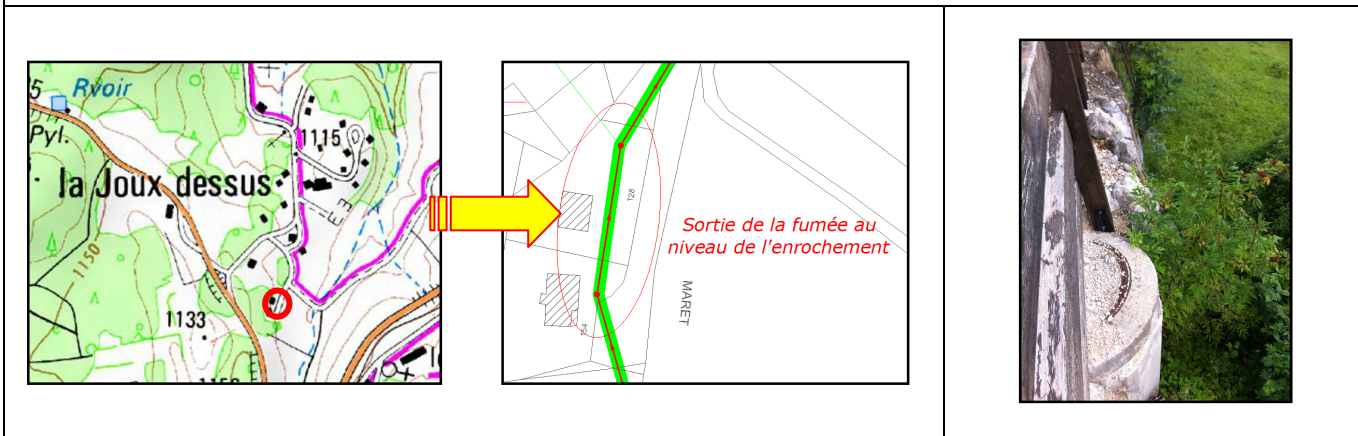 Rvoir
Pyl.
1115
la Joux dessus
1150
1133
128
Sortie de la fumée au
niveau de l'enrochement
MARET